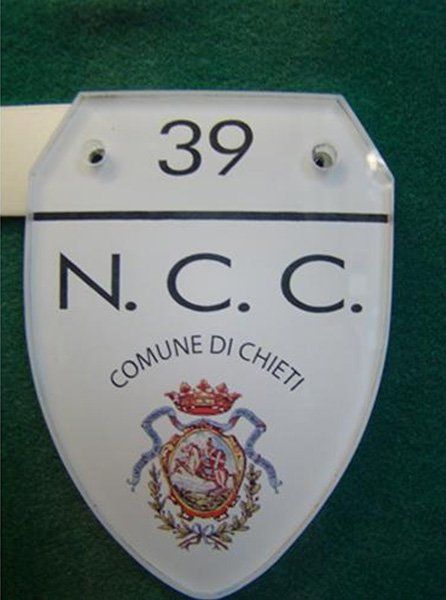 39
N. C. C.
COMUNE DI CHIETI